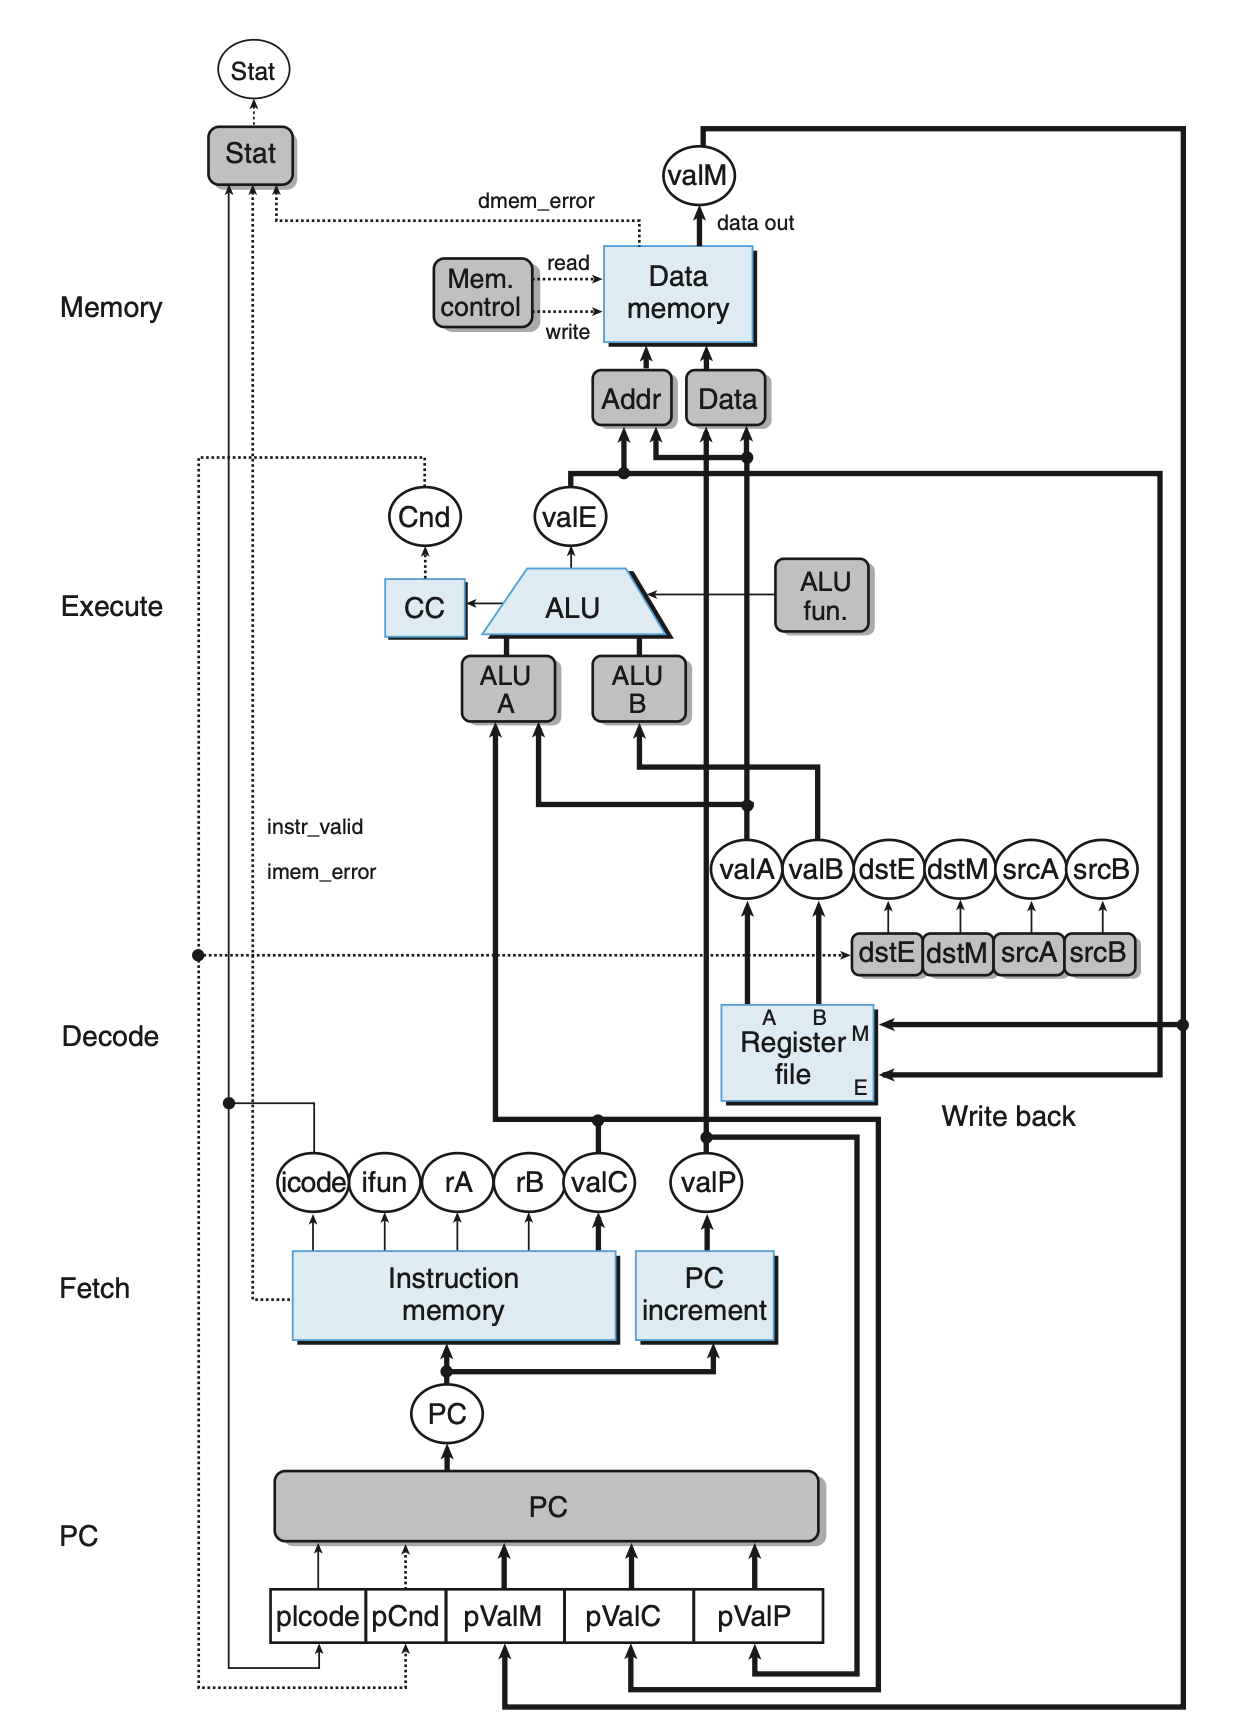 Stat
Stat
valM
dmem_error
data out
Mem.
control
read
write
Data
memory
Memory
Addr
Data
Cnd
valE
CC
ALU
ALU
fun.
Execute
ALU
A
ALU
B
instr_valid
imem_error
valA
valB
dstE
dstM
srcA
srcB
dstE
dstM
srcA
srcB
A
B
M
Register
file
E
Decode
Write back
icode
ifun
rA
rB
valC
valP
Instruction
memory
PC
increment
Fetch
PC
PC
PC
pIcode
pCnd
pValM
pValC
pValP